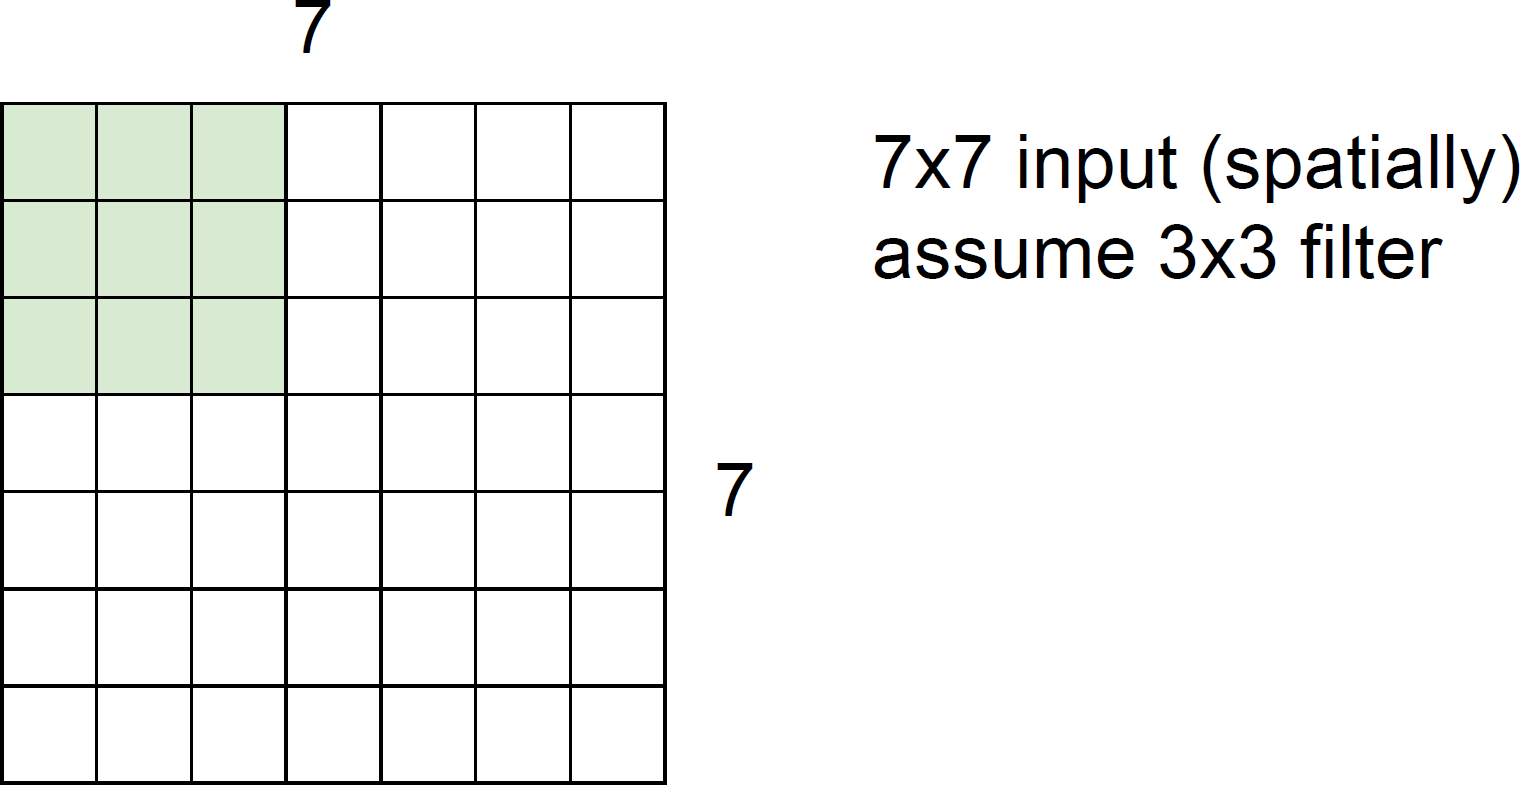 7
7x7 input (spatially)
assume 3x3 filter
7